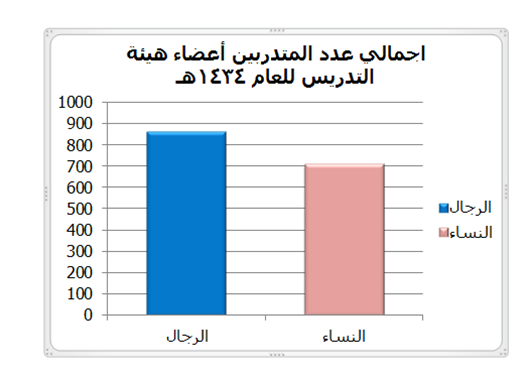 اجمالي عدد المتدربين أعضاء هيئة
التدريس للعام ١٤٣٤هـ
1000
900
800
700
600
500
400
300
200
100
0
الرجال
النساء
الرجال
النساء